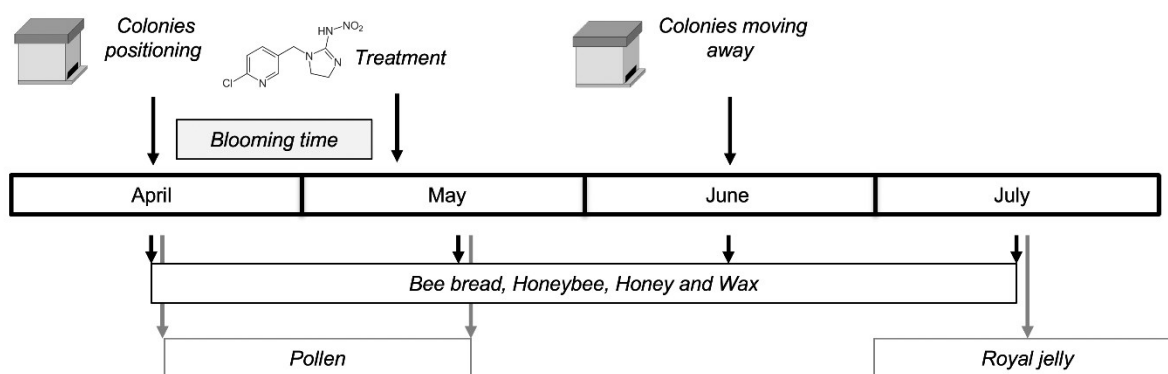 Colonies
positioning
HN
NO2
N
N
Cl
N
Treatment
Colonies moving
away
Blooming time
April
May
June
July
Bee bread, Honeybee, Honey and Wax
Pollen
Royal jelly